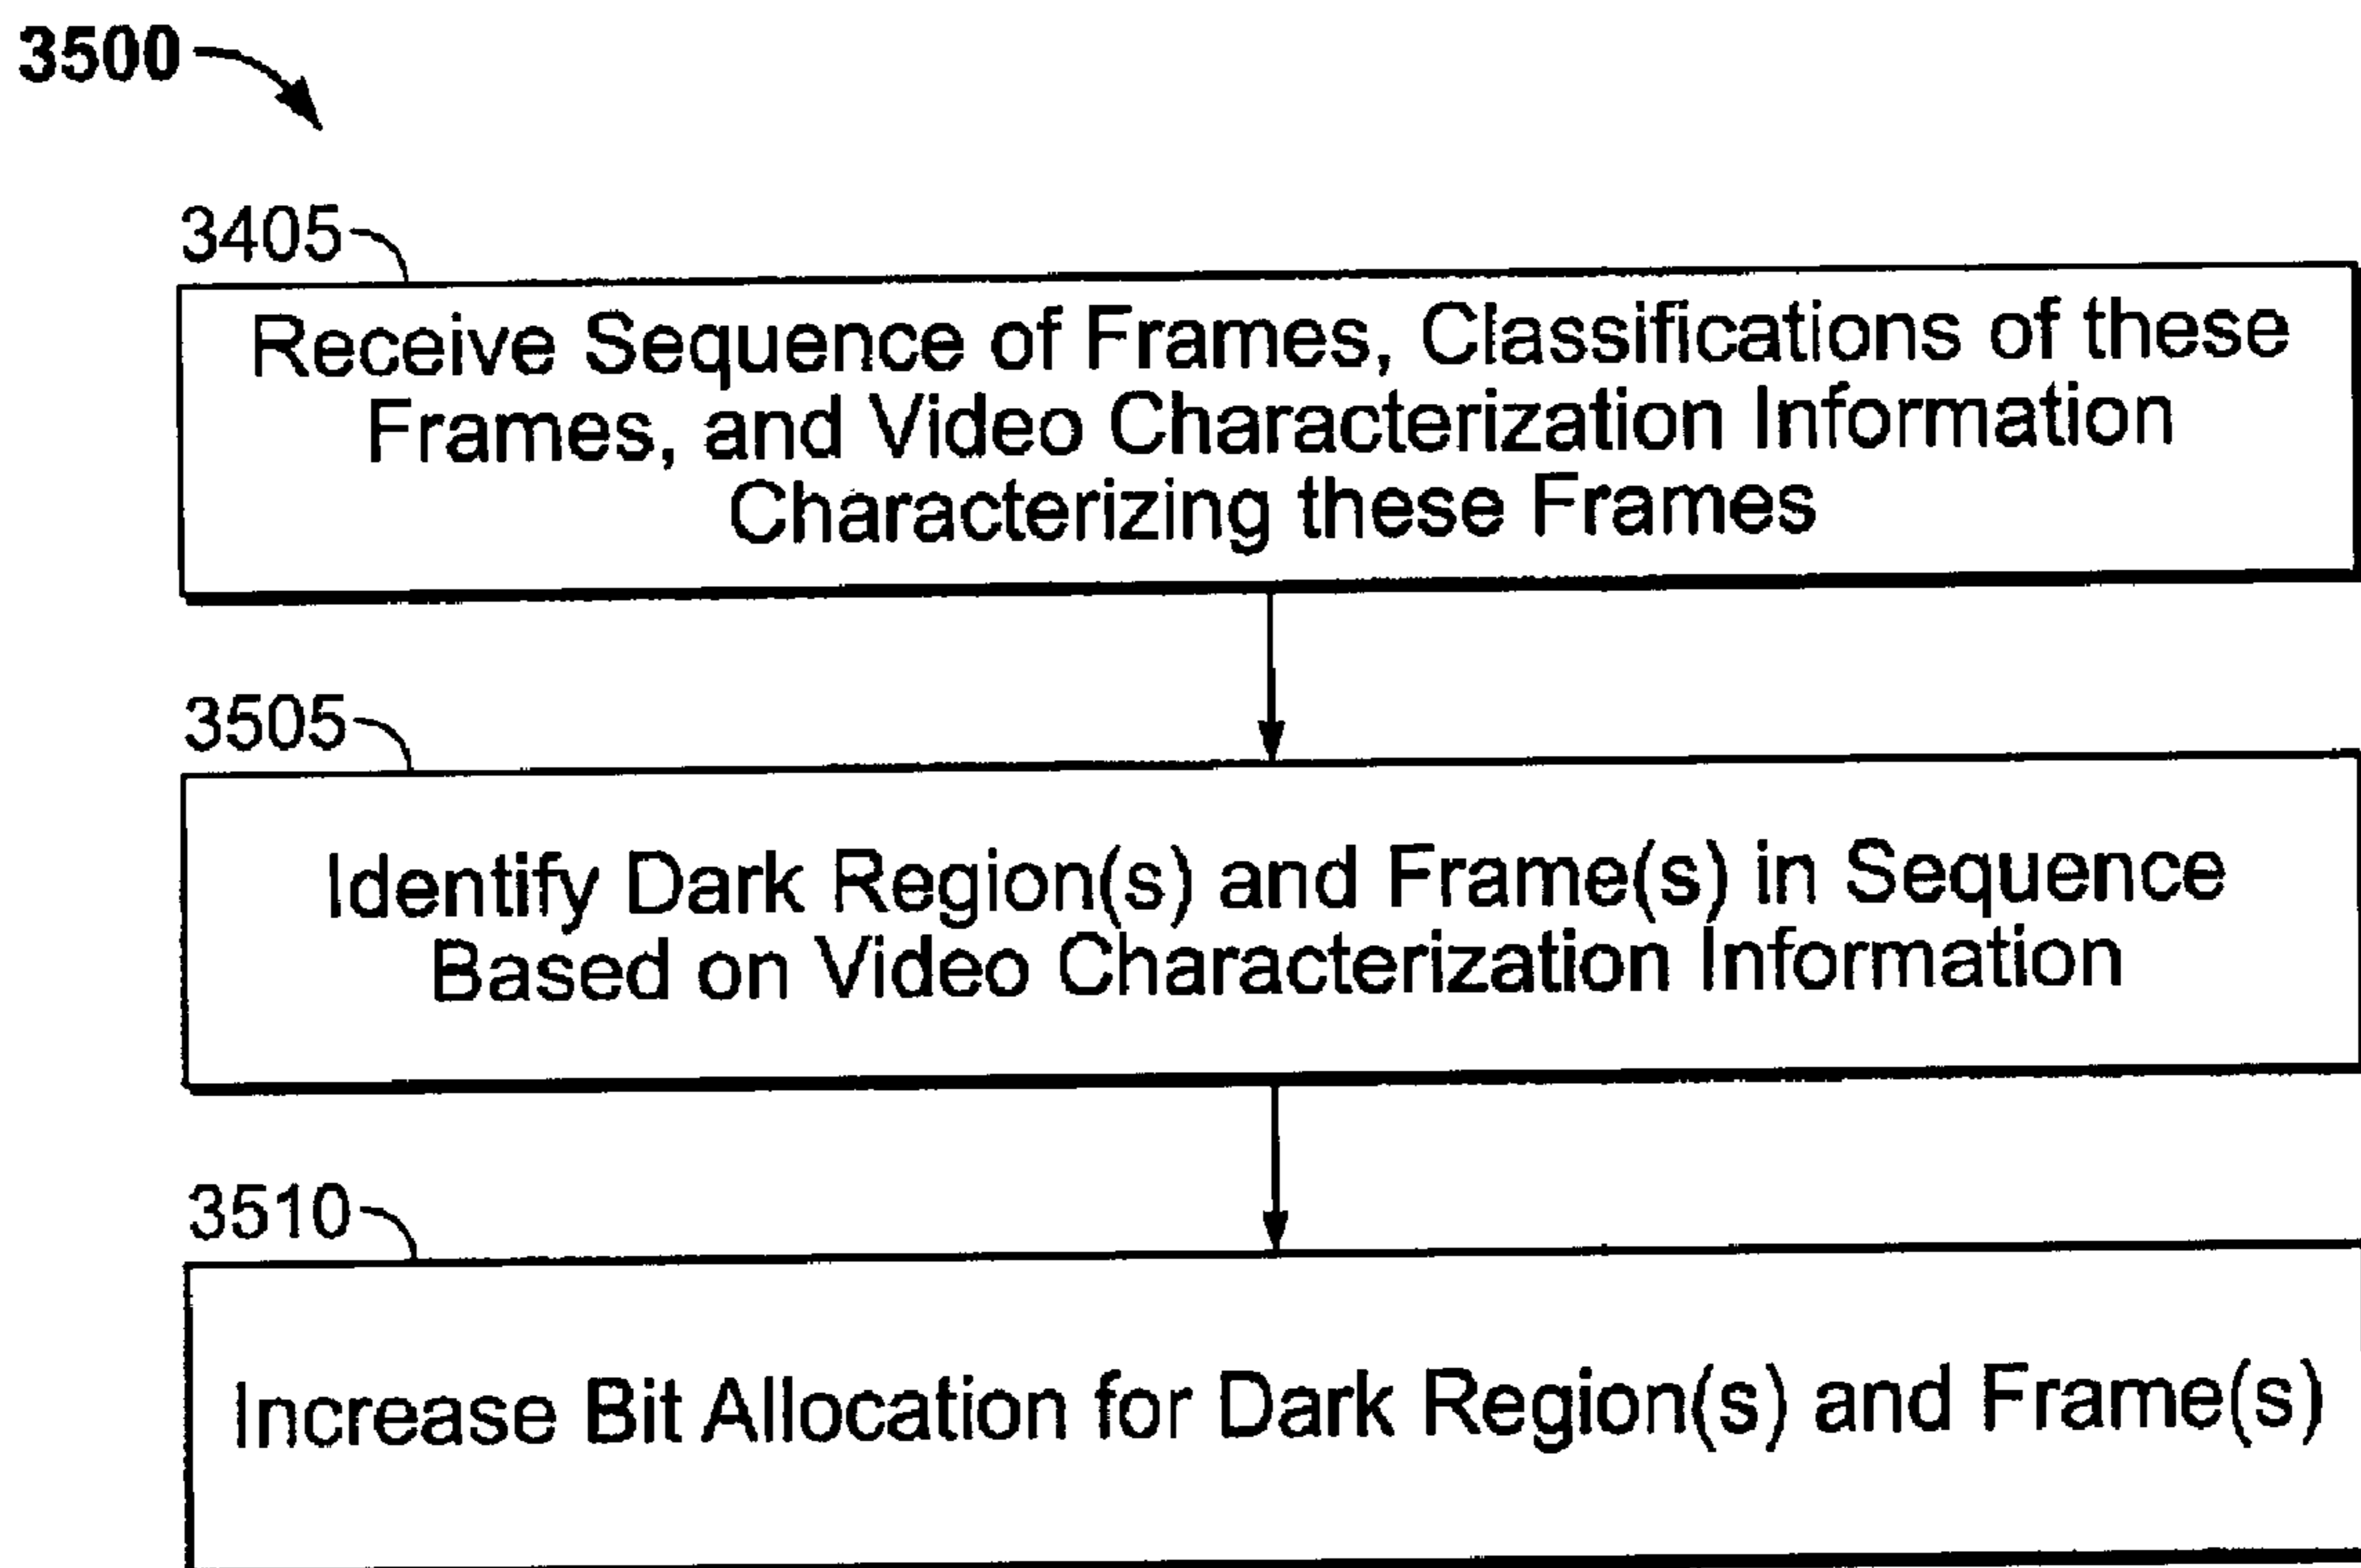 3500
3405
Receive Sequence of Frames, Classifications of these
Frames, and Video Characterization Information
Characterizing these Frames
3505
Identify Dark Region(s) and Frame(s) in Sequence
Based on Video Characterization Information
3510
Increase Bit Allocation for Dark Region(s) and Frame(s)